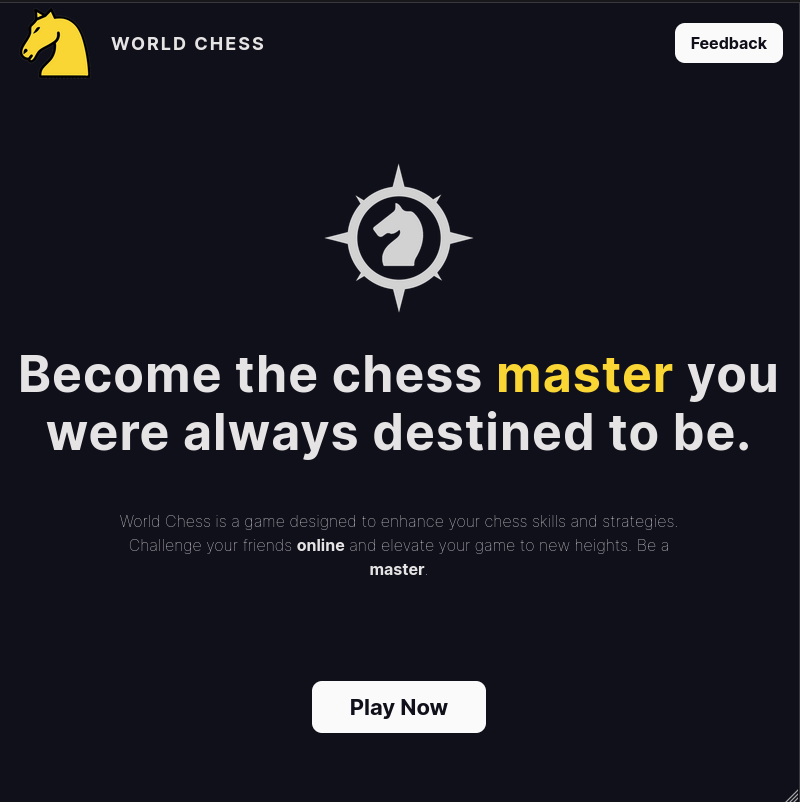 WORLD CHESS
Feedback
Become the chess master you
were always destined to be.
World Chess is a game designed to enhance your chess skills and strategies.
Challenge your friends online and elevate your game to new heights. Be a
master.
Play Now